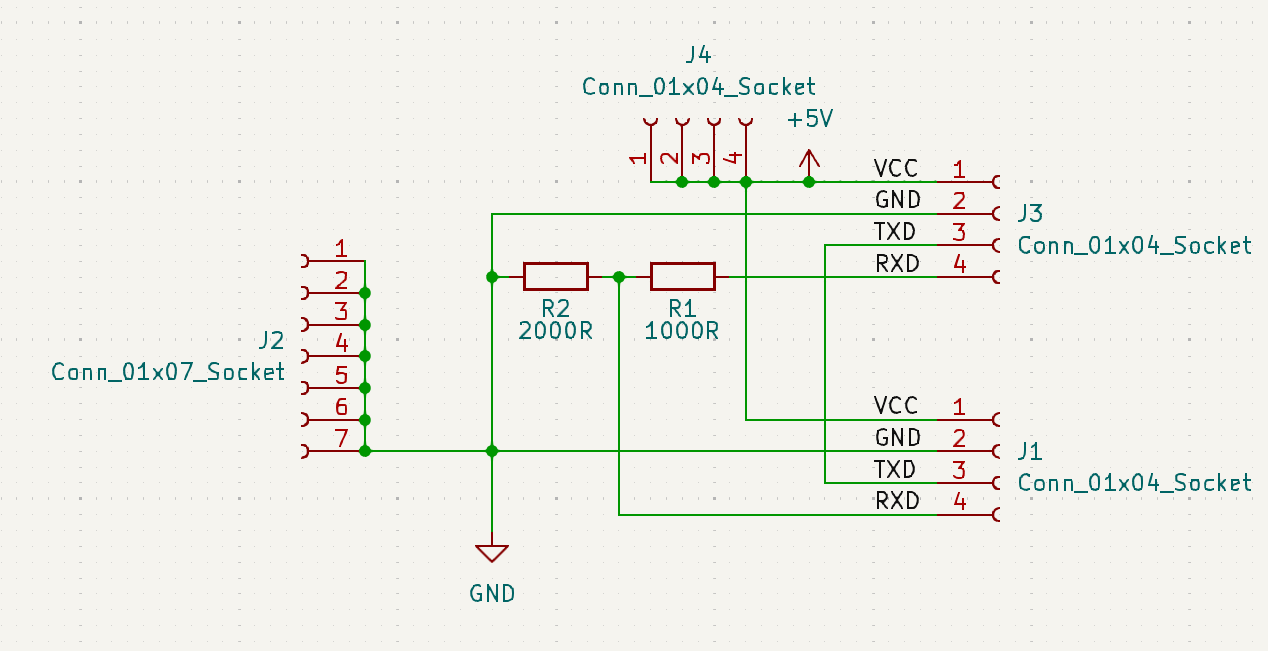 J4
Conn_01x04_Socket
+5V
1
2
3
4
VCC
1
GND
2
J3
TXD
3
Conn_01x04_Socket
RXD
4
1
2
3
4
5
6
7
J2
Conn_01x07_Socket
R2
2000R
R1
1000R
VCC
1
GND
2
J1
TXD
3
Conn_01x04_Socket
RXD
4
GND